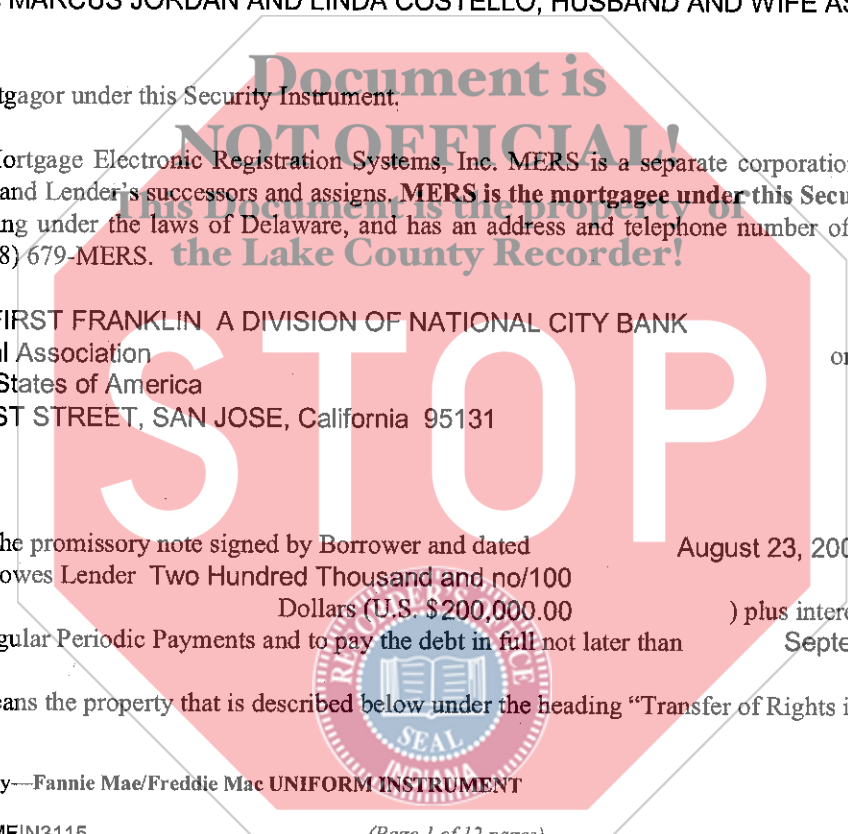 MARCUS JORDAN AND LINDA COSTELLO, HUSBAND AND WIFE AS
Document is
tgagor under this Security Instrument.
NOT OFFICIAL!
ortgage Electronic Registration Systems, Inc. MERS is a separate corporation
and Lender's successors and assigns. MERS is the mortgagee under this Secu
This Document is the property of
ng under the laws of Delaware, and has an address and telephone number of
8) 679-MERS.
the Lake County Recorder!
FIRST FRANKLIN A DIVISION OF NATIONAL CITY BANK
l Association or
States of America
ST STREET, SAN JOSE, California 95131
STOP
he promissory note signed by Borrower and dated August 23, 200
owes Lender Two Hundred Thousand and no/100
Dollars (U.S. $200,000.00 ) plus intere
gular Periodic Payments and to pay the debt in full not later than Septe
RECORDER'S OFFICE
eans the property that is described below under the heading “Transfer of Rights i
SEAL
INDIANA
y—Fannie Mae/Freddie Mac UNIFORM INSTRUMENT
MFIN3115 (Page 1 of 12 pages)